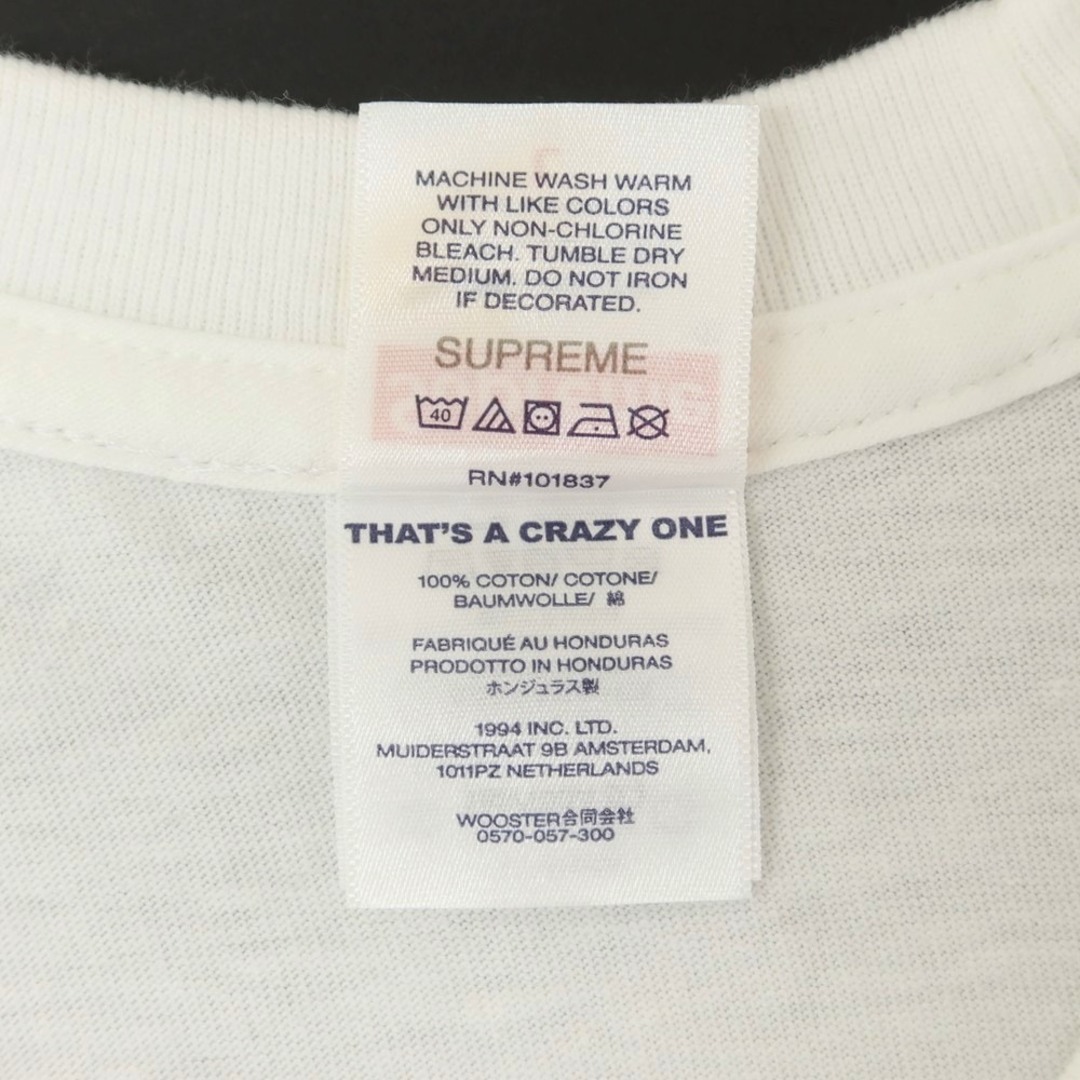 MACHINE WASH WARM
WITH LIKE COLORS
ONLY NON-CHLORINE
BLEACH. TUMBLE DRY
MEDIUM. DO NOT IRON
IF DECORATED.
SUPREME
40
RN#101837
THAT'S A CRAZY ONE
100% COTON/ COTONE/
BAUMWOLLE/ 綿
FABRIQUÉ AU HONDURAS
PRODOTTO IN HONDURAS
ホンジュラス製
1994 INC. LTD.
MUIDERSTRAAT 9B AMSTERDAM,
1011PZ NETHERLANDS
WOOSTER合同会社
0570-057-300